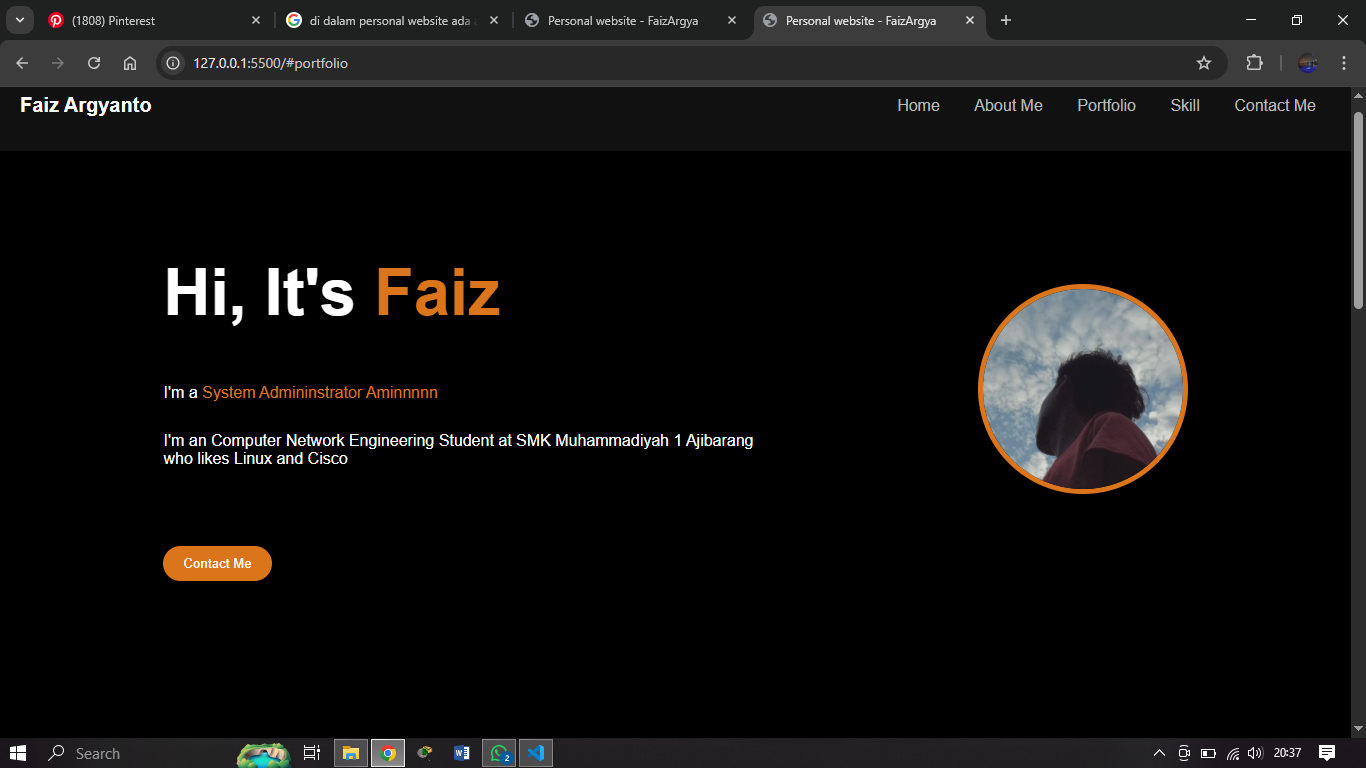 (1808) Pinterest
di dalam personal website ada
Personal website - FaizArgya
Personal website - FaizArgya
127.0.0.1:5500/#portfolio
Faiz Argyanto
Home
About Me
Portfolio
Skill
Contact Me
Hi, It's Faiz
I'm a System Admininstrator Aminnnnn
I'm an Computer Network Engineering Student at SMK Muhammadiyah 1 Ajibarang
who likes Linux and Cisco
Contact Me
Search
2
20:37